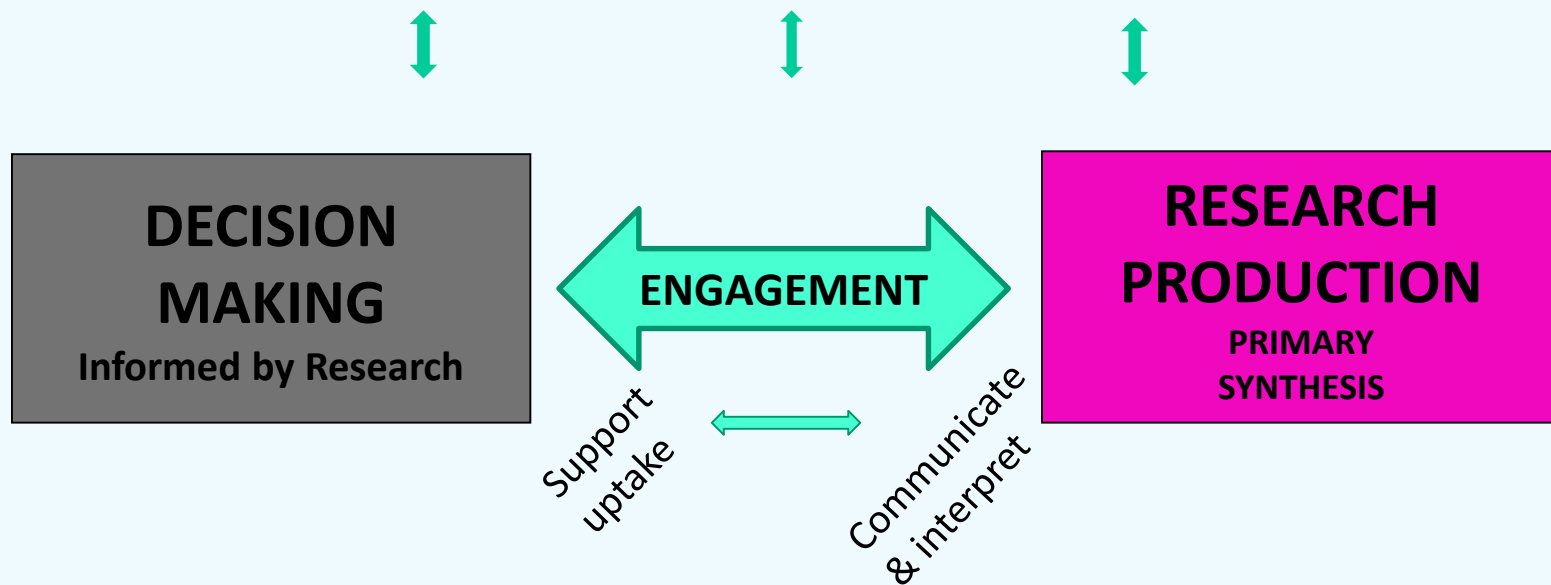 DECISION
MAKING
Informed by Research
ENGAGEMENT
RESEARCH
PRODUCTION
PRIMARY
SYNTHESIS
Support
uptake
Communicate
& interpret